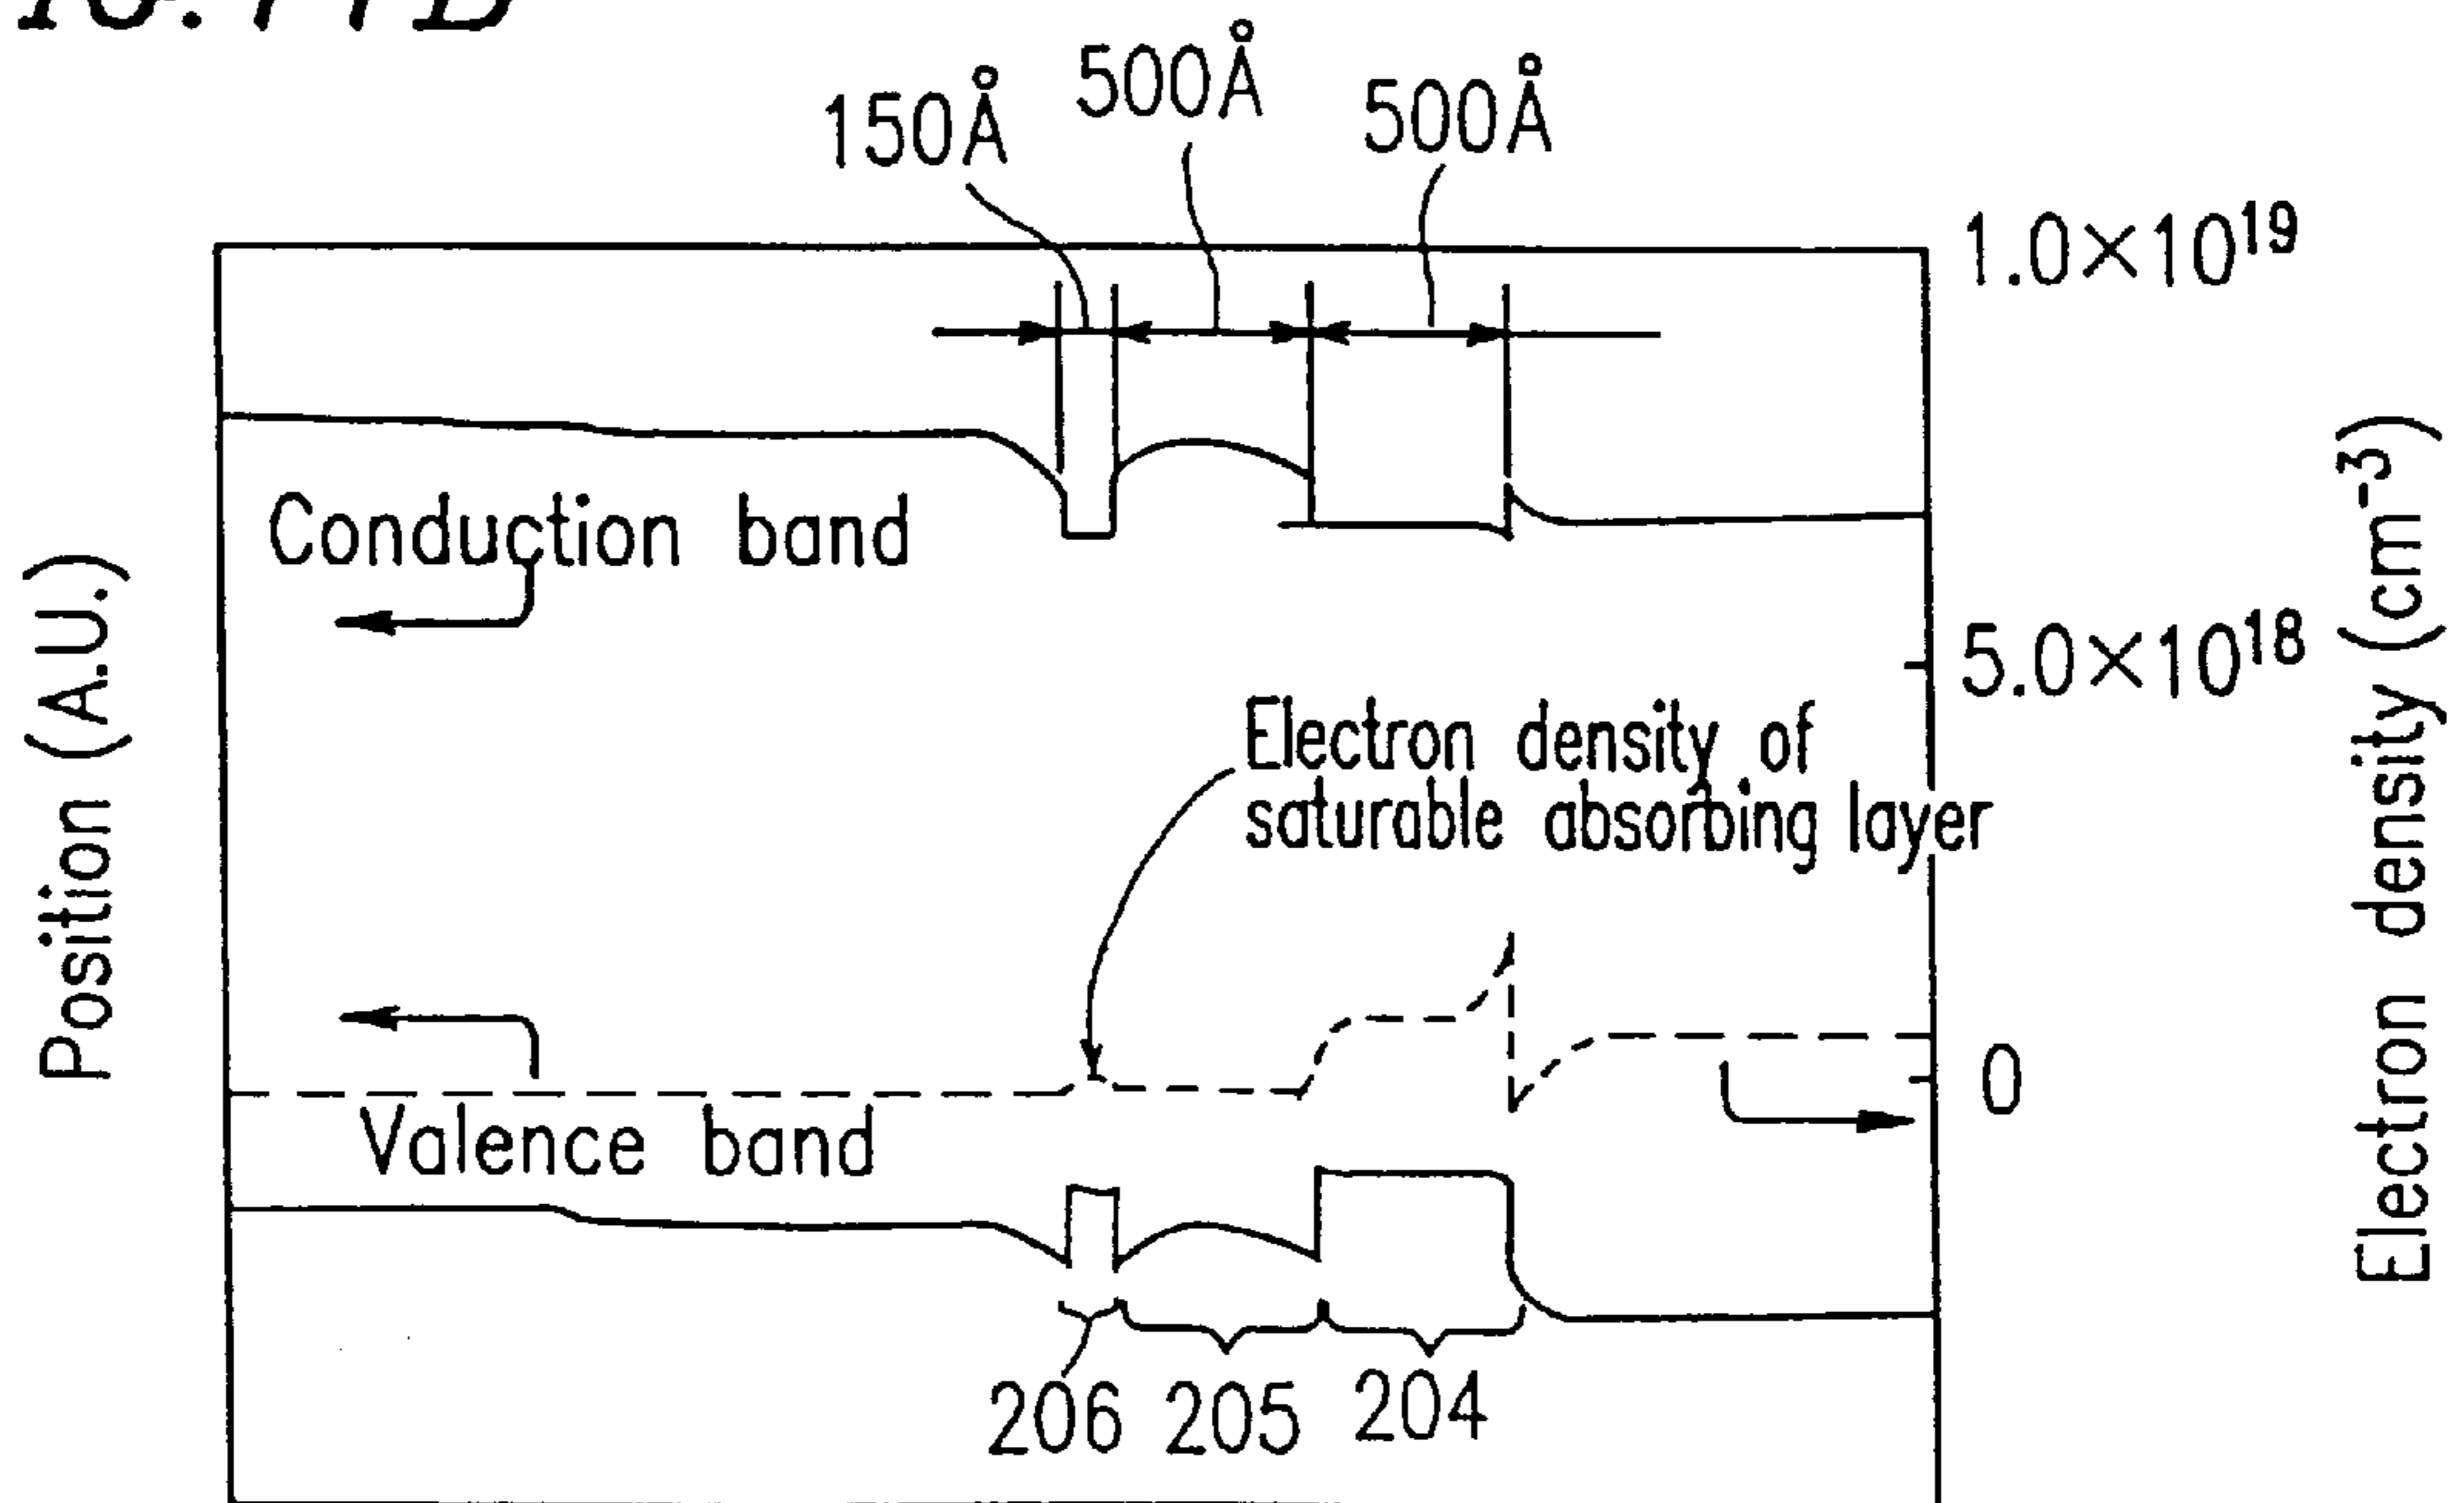 150Å
500Å
500Å
1.0×10¹⁹
Conduction band
5.0×10¹⁸
Position (A.U.)
Electron density (cm⁻³)
Electron density of
saturable absorbing layer
0
Valence band
206 205 204